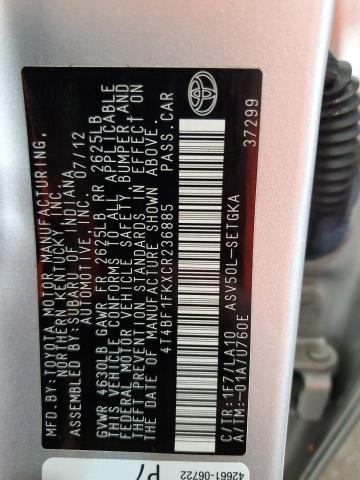 MFD. BY: TOYOTA MOTOR MANUFACTURING,
NORTHERN KENTUCKY, INC.
ASSEMBLED BY: SUBARU OF INDIANA
AUTOMOTIVE, INC. 07/12
GVWR 4630LB GAWR FR 2625LB RR 2625LB
THIS VEHICLE CONFORMS TO ALL APPLICABLE
FEDERAL MOTOR VEHICLE SAFETY, BUMPER, AND
THEFT PREVENTION STANDARDS IN EFFECT ON
THE DATE OF MANUFACTURE SHOWN ABOVE.
4T4BF1FKXCR236885 PASS.CAR
ASV50L-SETGKA
C/TR:1F7/LA10
A/TM:-01A/U760E 37299
42661-06722